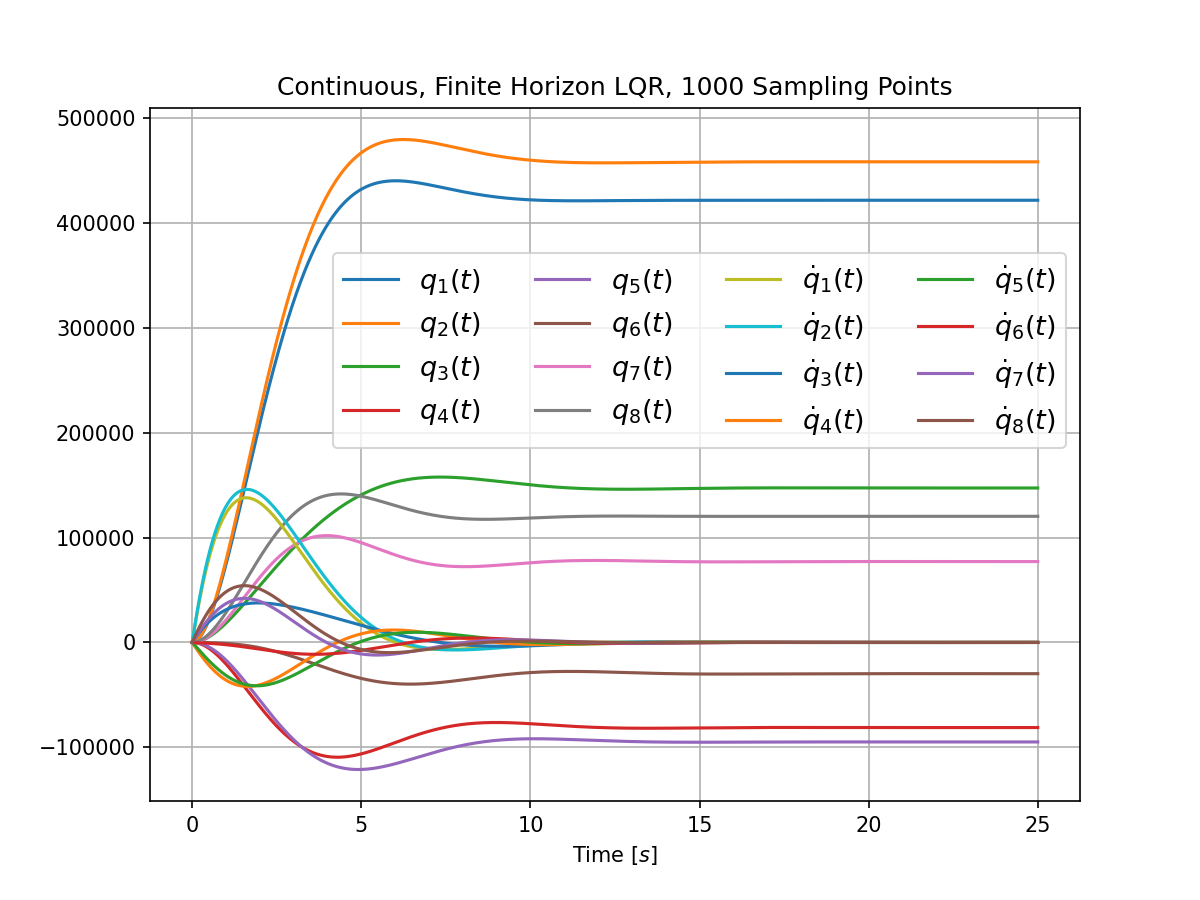 Continuous, Finite Horizon LQR, 1000 Sampling Points
500000
400000
300000
200000
100000
0
−100000
q₁(t)
q₂(t)
q₃(t)
q₄(t)
q₅(t)
q₆(t)
q₇(t)
q₈(t)
q̇₁(t)
q̇₂(t)
q̇₃(t)
q̇₄(t)
q̇₅(t)
q̇₆(t)
q̇₇(t)
q̇₈(t)
0 5 10 15 20 25
Time [s]